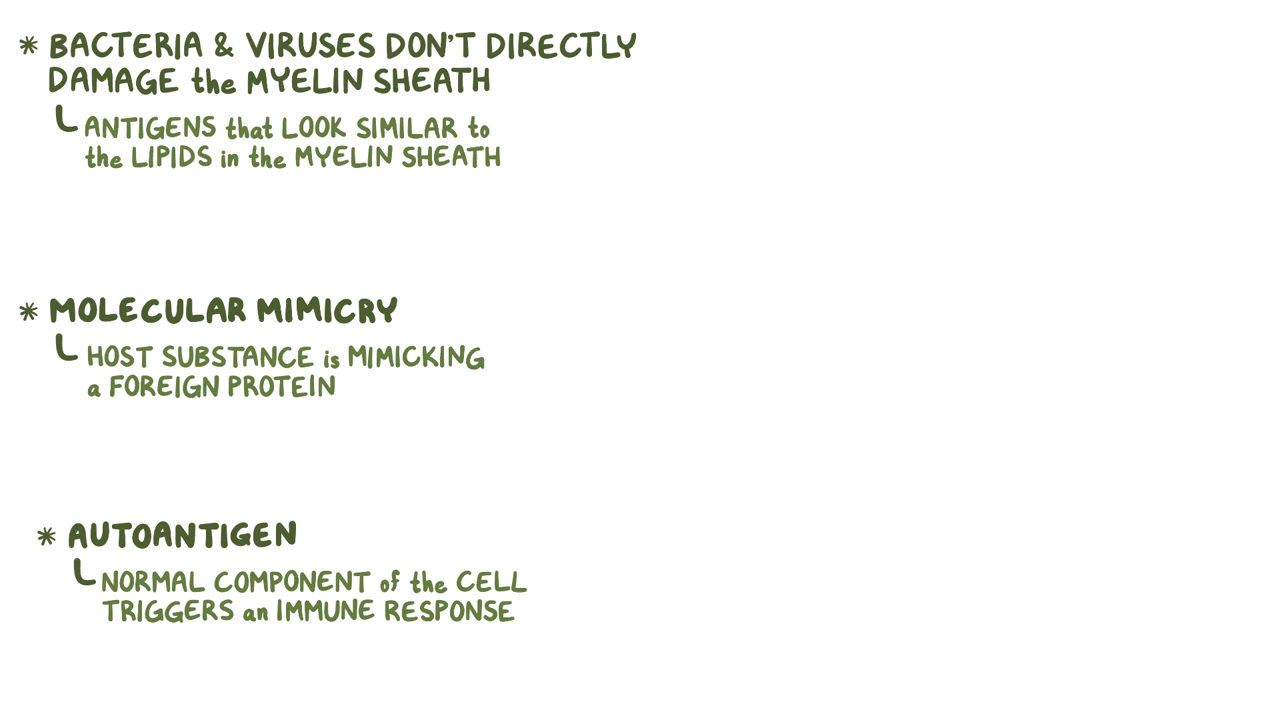 * BACTERIA & VIRUSES DON'T DIRECTLY
DAMAGE the MYELIN SHEATH
ANTIGENS that LOOK SIMILAR to
the LIPIDS in the MYELIN SHEATH
* MOLECULAR MIMICRY
HOST SUBSTANCE is MIMICKING
a FOREIGN PROTEIN
* AUTOANTIGEN
NORMAL COMPONENT of the CELL
TRIGGERS an IMMUNE RESPONSE